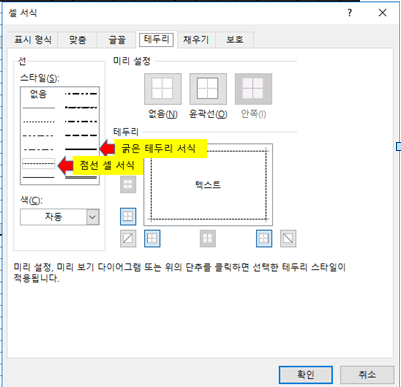 셀 서식
표시 형식 맞춤 글꼴 테두리 채우기 보호
선
스타일(S):
없음
미리 설정
없음(N) 윤곽선(O) 안쪽(I)
테두리
굵은 테두리 서식
점선 셀 서식
텍스트
색(C):
자동
미리 설정, 미리 보기 다이어그램 또는 위의 단추를 클릭하면 선택한 테두리 스타일이
적용됩니다.
확인 취소